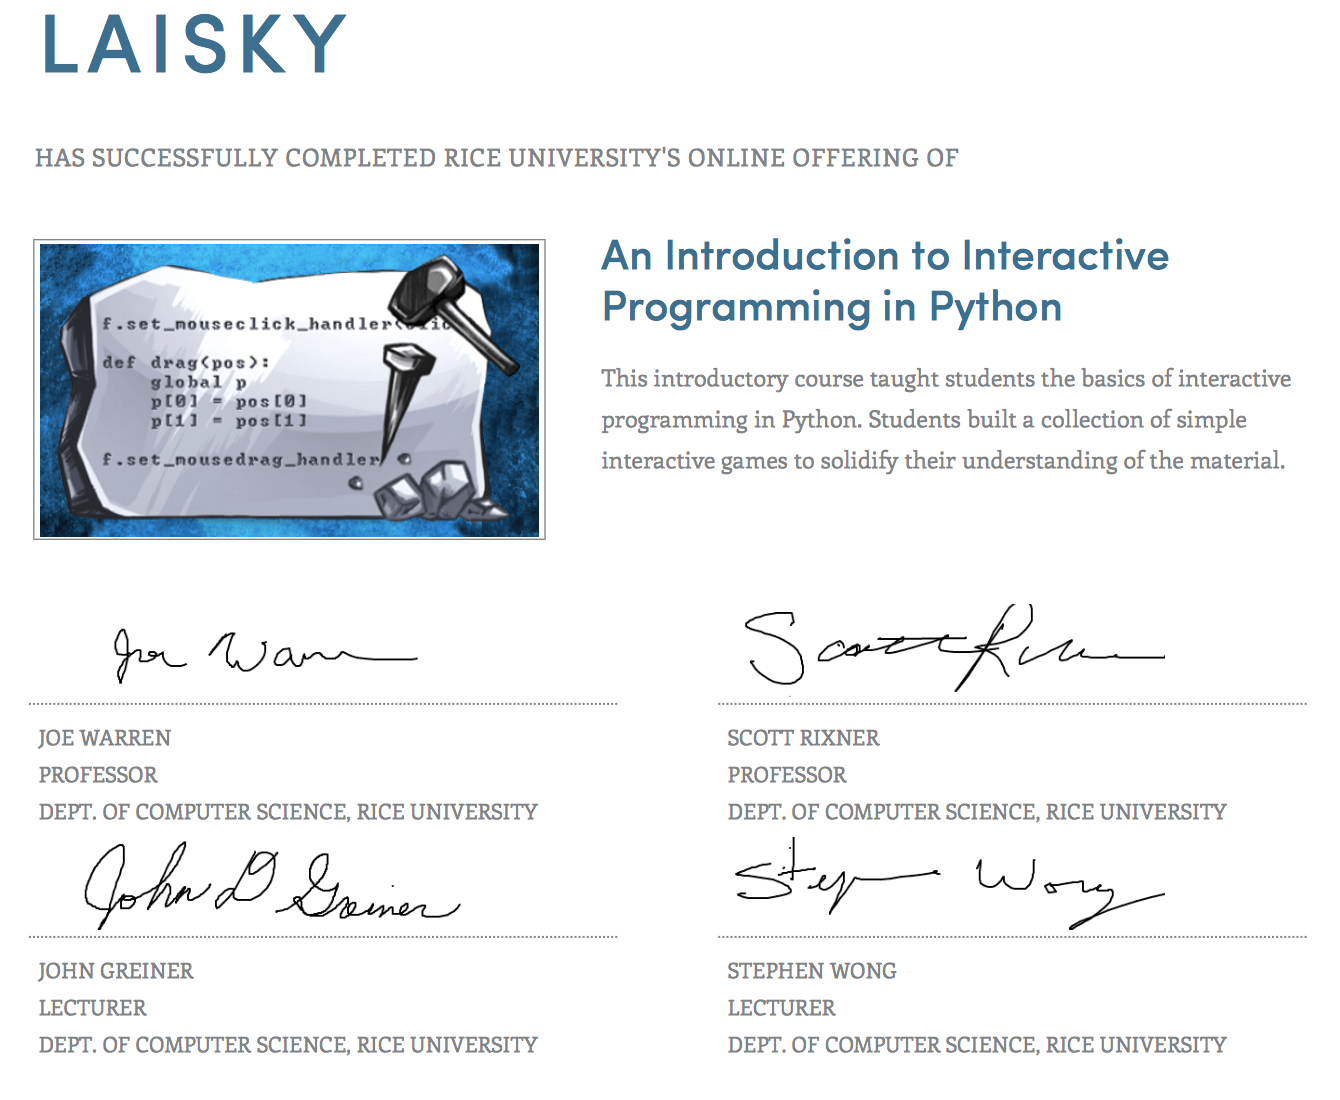 LAISKY
HAS SUCCESSFULLY COMPLETED RICE UNIVERSITY'S ONLINE OFFERING OF
An Introduction to Interactive
Programming in Python
This introductory course taught students the basics of interactive
programming in Python. Students built a collection of simple
interactive games to solidify their understanding of the material.
f.set_mouseclick_handler(
def drag(pos):
global p
p[0] = pos[0]
p[1] = pos[1]
f.set_mousedrag_handler
Joe Warren
Scott Rixner
JOE WARREN
PROFESSOR
DEPT. OF COMPUTER SCIENCE, RICE UNIVERSITY
SCOTT RIXNER
PROFESSOR
DEPT. OF COMPUTER SCIENCE, RICE UNIVERSITY
John D Greiner
Stephen Wong
JOHN GREINER
LECTURER
DEPT. OF COMPUTER SCIENCE, RICE UNIVERSITY
STEPHEN WONG
LECTURER
DEPT. OF COMPUTER SCIENCE, RICE UNIVERSITY